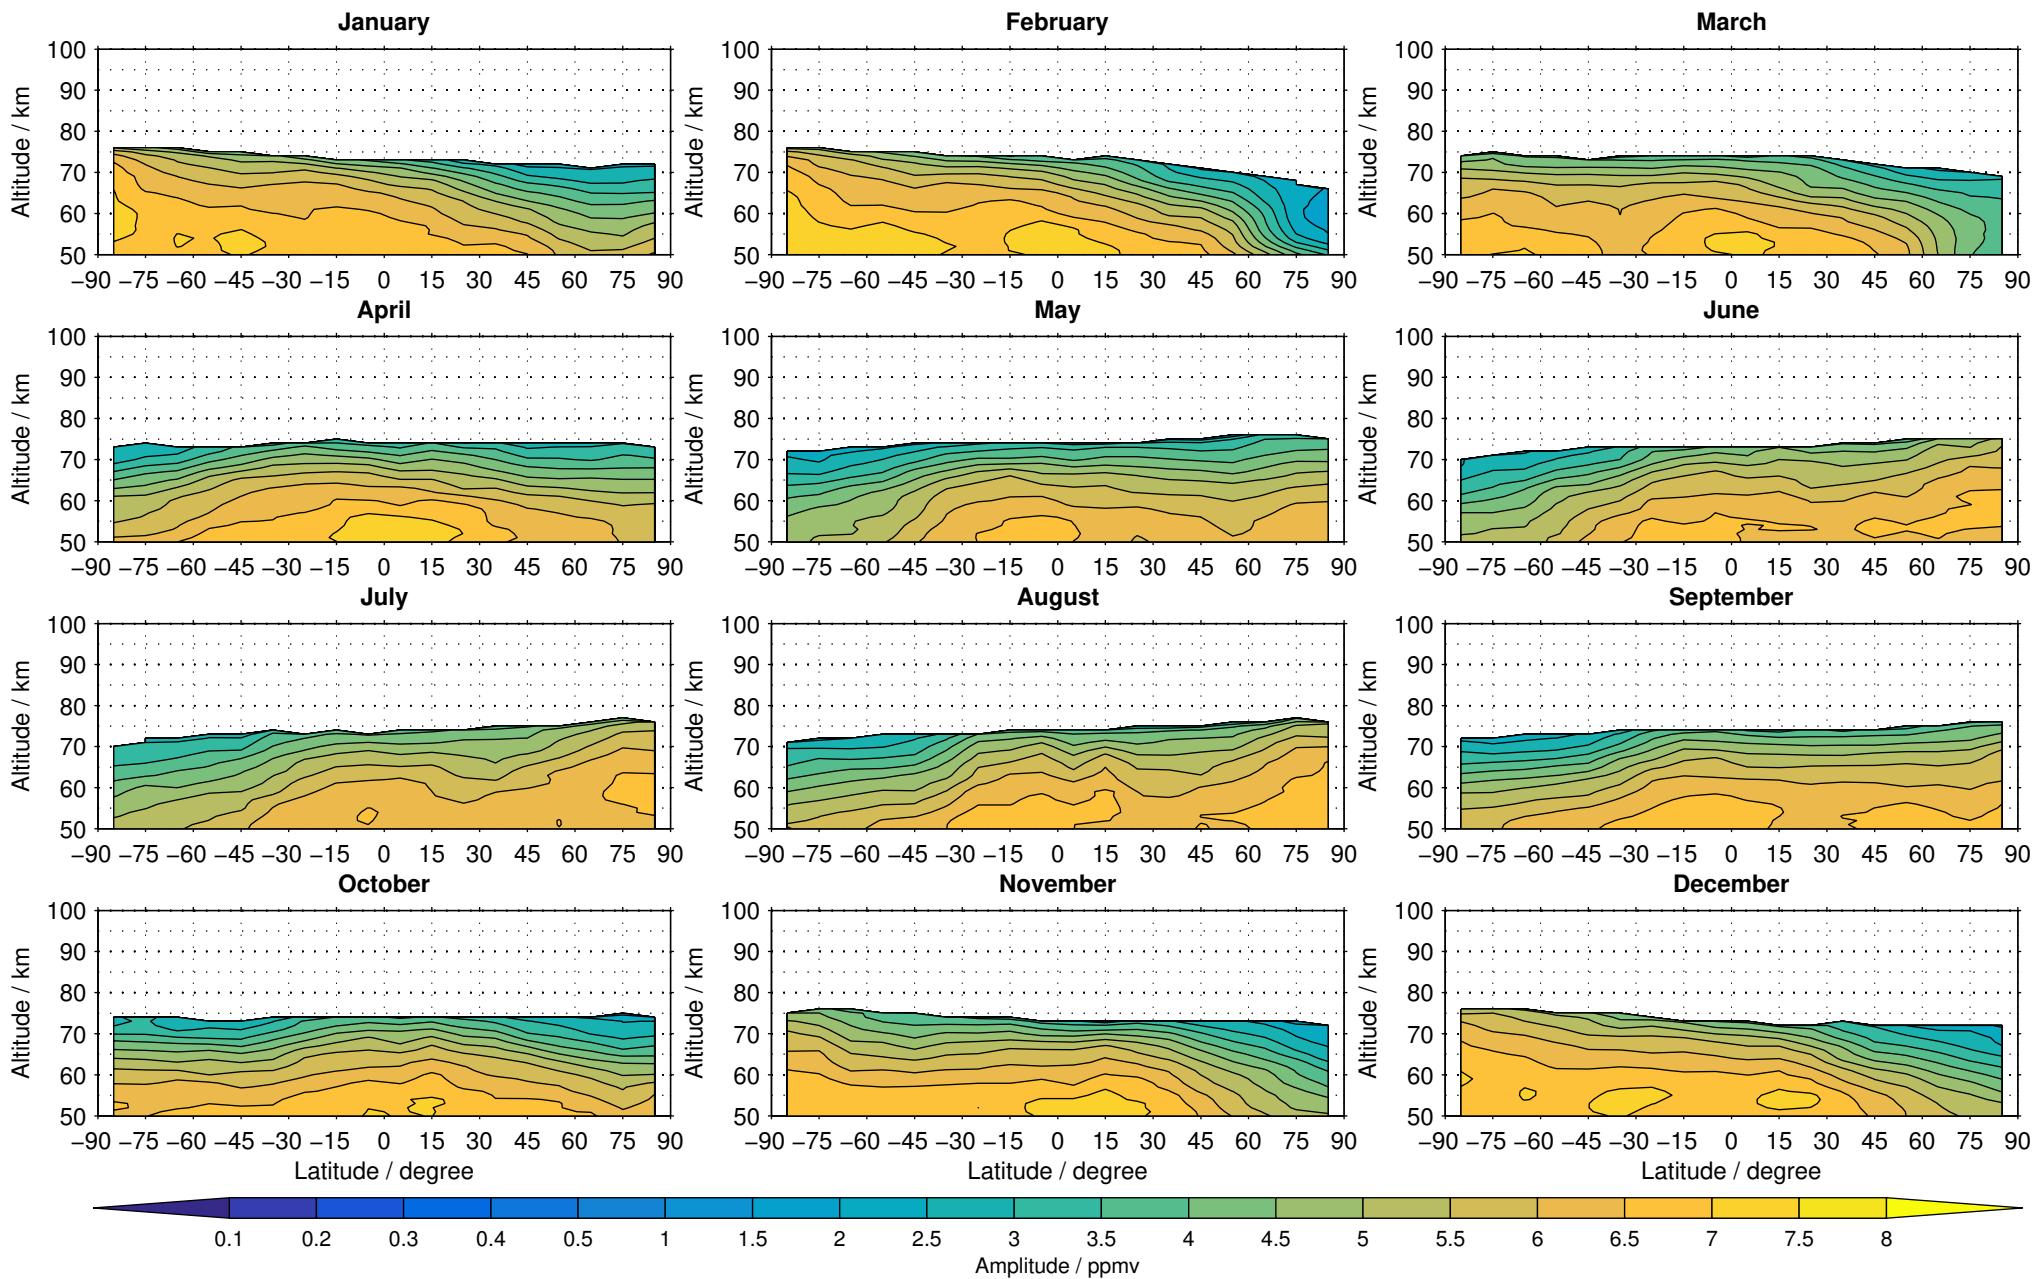 January February March
100 100 100
90 90 90
80 80 80
70 70 70
60 60 60
50 50 50
Altitude / km Altitude / km Altitude / km
−90 −75 −60 −45 −30 −15 0 15 30 45 60 75 90 −90 −75 −60 −45 −30 −15 0 15 30 45 60 75 90 −90 −75 −60 −45 −30 −15 0 15 30 45 60 75 90
April May June
100 100 100
90 90 90
80 80 80
70 70 70
60 60 60
50 50 50
Altitude / km Altitude / km Altitude / km
−90 −75 −60 −45 −30 −15 0 15 30 45 60 75 90 −90 −75 −60 −45 −30 −15 0 15 30 45 60 75 90 −90 −75 −60 −45 −30 −15 0 15 30 45 60 75 90
July August September
100 100 100
90 90 90
80 80 80
70 70 70
60 60 60
50 50 50
Altitude / km Altitude / km Altitude / km
−90 −75 −60 −45 −30 −15 0 15 30 45 60 75 90 −90 −75 −60 −45 −30 −15 0 15 30 45 60 75 90 −90 −75 −60 −45 −30 −15 0 15 30 45 60 75 90
October November December
100 100 100
90 90 90
80 80 80
70 70 70
60 60 60
50 50 50
Altitude / km Altitude / km Altitude / km
−90 −75 −60 −45 −30 −15 0 15 30 45 60 75 90 −90 −75 −60 −45 −30 −15 0 15 30 45 60 75 90 −90 −75 −60 −45 −30 −15 0 15 30 45 60 75 90
Latitude / degree Latitude / degree Latitude / degree
0.1 0.2 0.3 0.4 0.5 1 1.5 2 2.5 3 3.5 4 4.5 5 5.5 6 6.5 7 7.5 8
Amplitude / ppmv